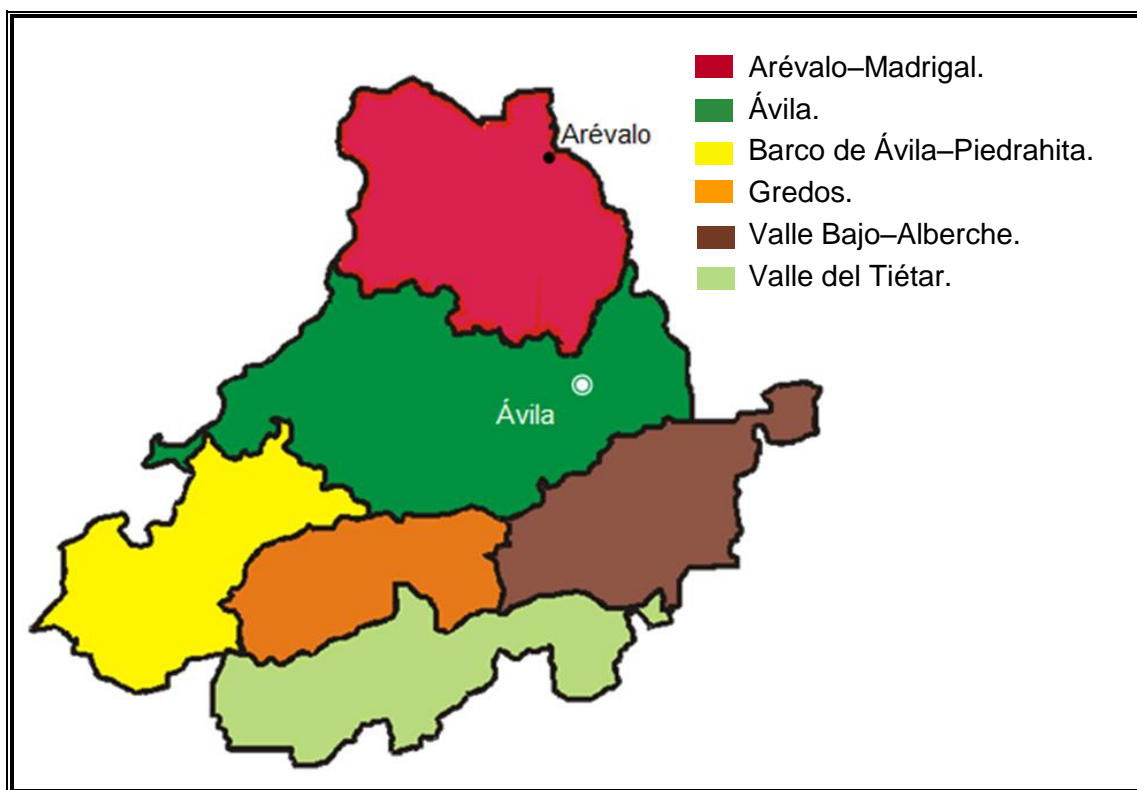 Arévalo–Madrigal.
Ávila.
Barco de Ávila–Piedrahita.
Gredos.
Valle Bajo–Alberche.
Valle del Tiétar.
Arévalo
Ávila